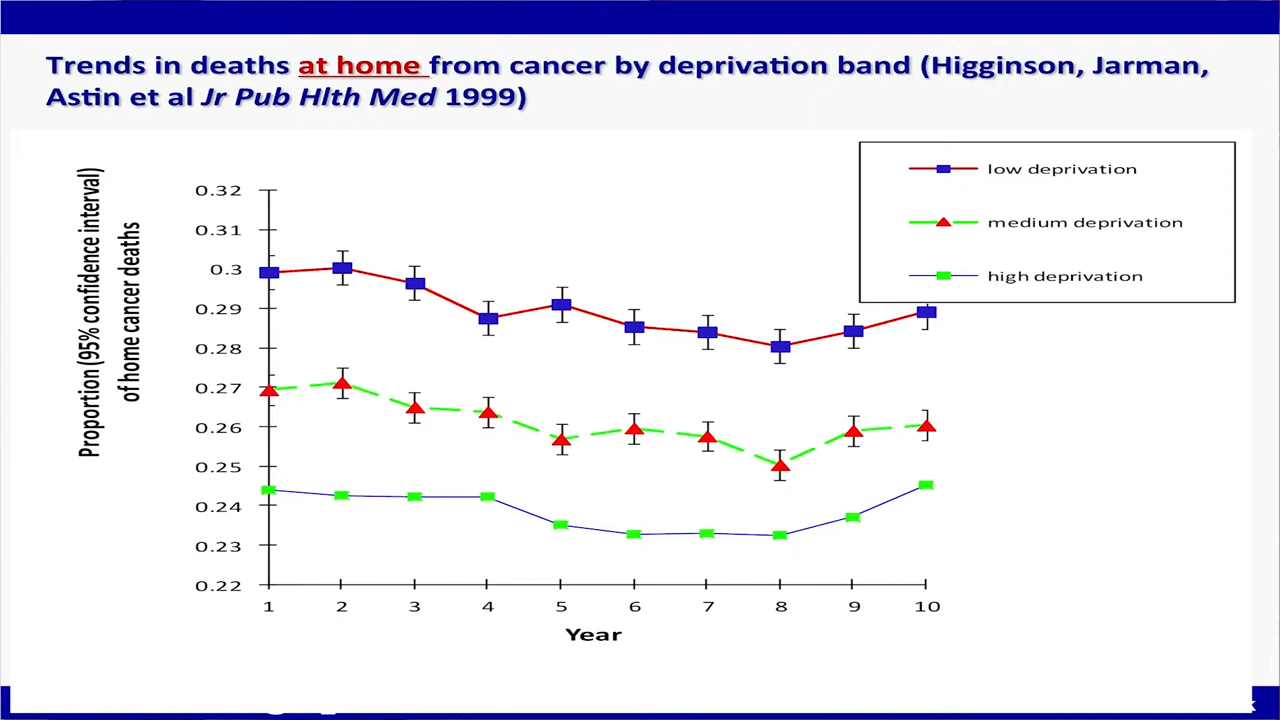 Trends in deaths at home from cancer by deprivation band (Higginson, Jarman,
Astin et al Jr Pub Hlth Med 1999)
Proportion (95% confidence interval)
of home cancer deaths
0.32
0.31
0.3
0.29
0.28
0.27
0.26
0.25
0.24
0.23
0.22
1 2 3 4 5 6 7 8 9 10
Year
low deprivation
medium deprivation
high deprivation